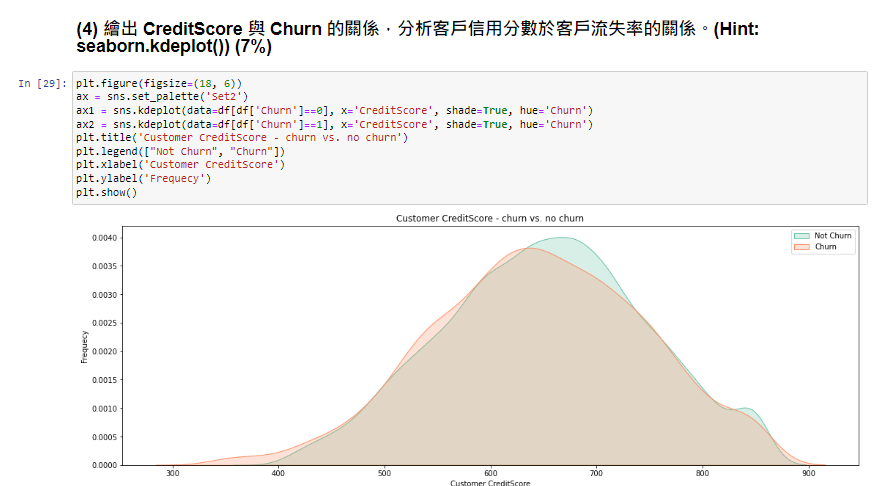 (4) 繪出 CreditScore 與 Churn 的關係，分析客戶信用分數於客戶流失率的關係。(Hint:
seaborn.kdeplot()) (7%)
In [29]: plt.figure(figsize=(18, 6))
ax = sns.set_palette('Set2')
ax1 = sns.kdeplot(data=df[df['Churn']==0], x='CreditScore', shade=True, hue='Churn')
ax2 = sns.kdeplot(data=df[df['Churn']==1], x='CreditScore', shade=True, hue='Churn')
plt.title('Customer CreditScore - churn vs. no churn')
plt.legend(["Not Churn", "Churn"])
plt.xlabel('Customer CreditScore')
plt.ylabel('Frequecy')
plt.show()
Customer CreditScore - churn vs. no churn
Not Churn
Churn
0.0040
0.0035
0.0030
0.0025
0.0020
0.0015
0.0010
0.0005
0.0000
Frequecy
300 400 500 600 700 800 900
Customer CreditScore